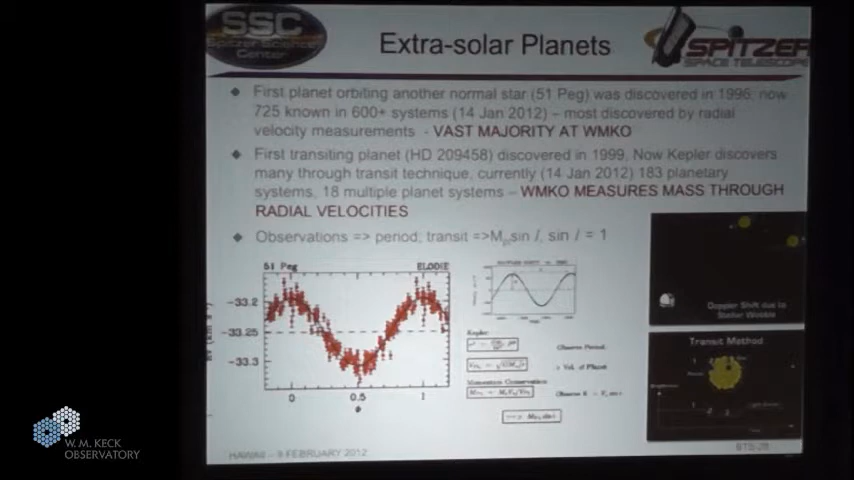 SSC
Spitzer Science
Center
Extra-solar Planets
SPITZER
SPACE TELESCOPE
◆ First planet orbiting another normal star (51 Peg) was discovered in 1996; now
725 known in 600+ systems (14 Jan 2012) – most discovered by radial
velocity measurements - VAST MAJORITY AT WMKO
◆ First transiting planet (HD 209458) discovered in 1999, Now Kepler discovers
many through transit technique, currently (14 Jan 2012) 183 planetary
systems, 18 multiple planet systems – WMKO MEASURES MASS THROUGH
RADIAL VELOCITIES
◆ Observations => period; transit =>Mplsin i, sin i = 1
51 Peg ELODIE
-33.2
-33.25
-33.3
0 0.5 1
Kepler:
Observe Period,
Vel. of Planet
Momentum Conservation:
Doppler Shift due to
Stellar Wobble
Transit Method
W. M. KECK
OBSERVATORY
HAWAII – 9 FEBRUARY 2012